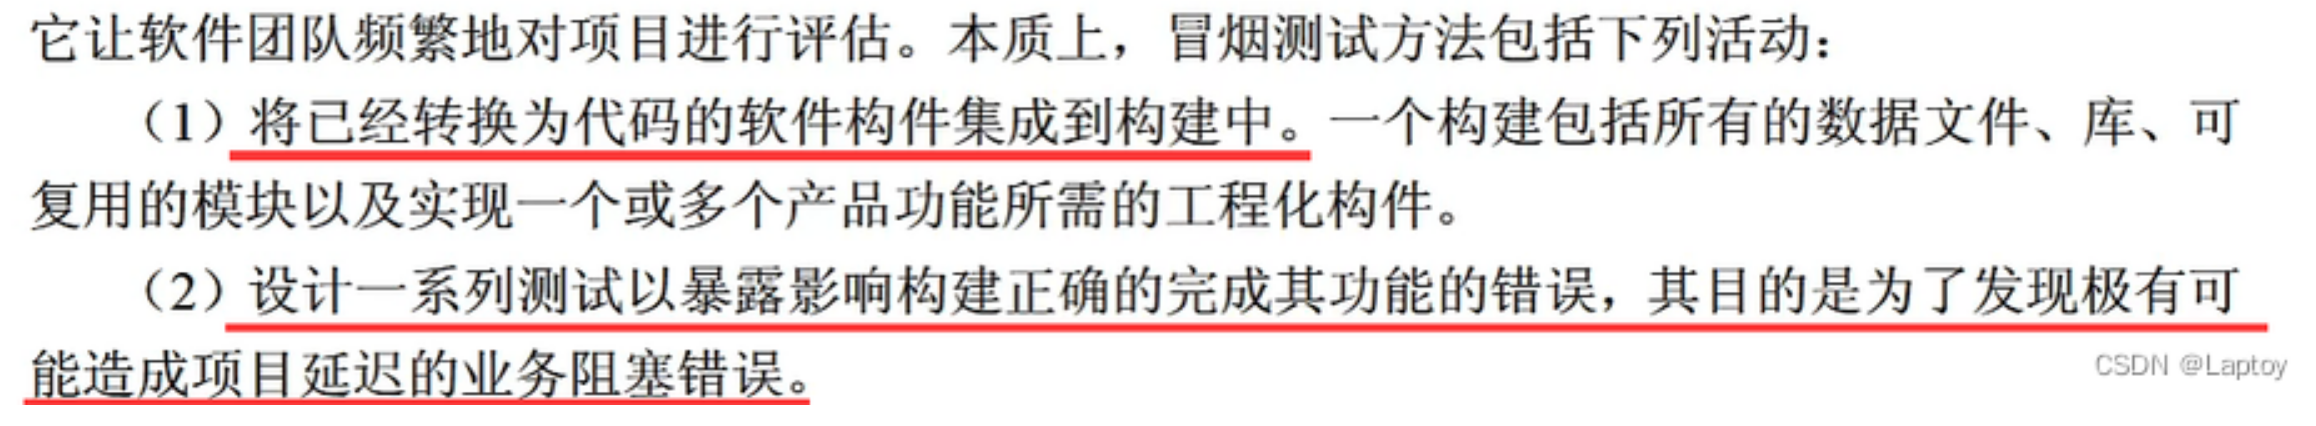 它让软件团队频繁地对项目进行评估。本质上，冒烟测试方法包括下列活动：
（1）将已经转换为代码的软件构件集成到构建中。一个构建包括所有的数据文件、库、可
复用的模块以及实现一个或多个产品功能所需的工程化构件。
（2）设计一系列测试以暴露影响构建正确的完成其功能的错误，其目的是为了发现极有可
能造成项目延迟的业务阻塞错误。
CSDN @Laptoy